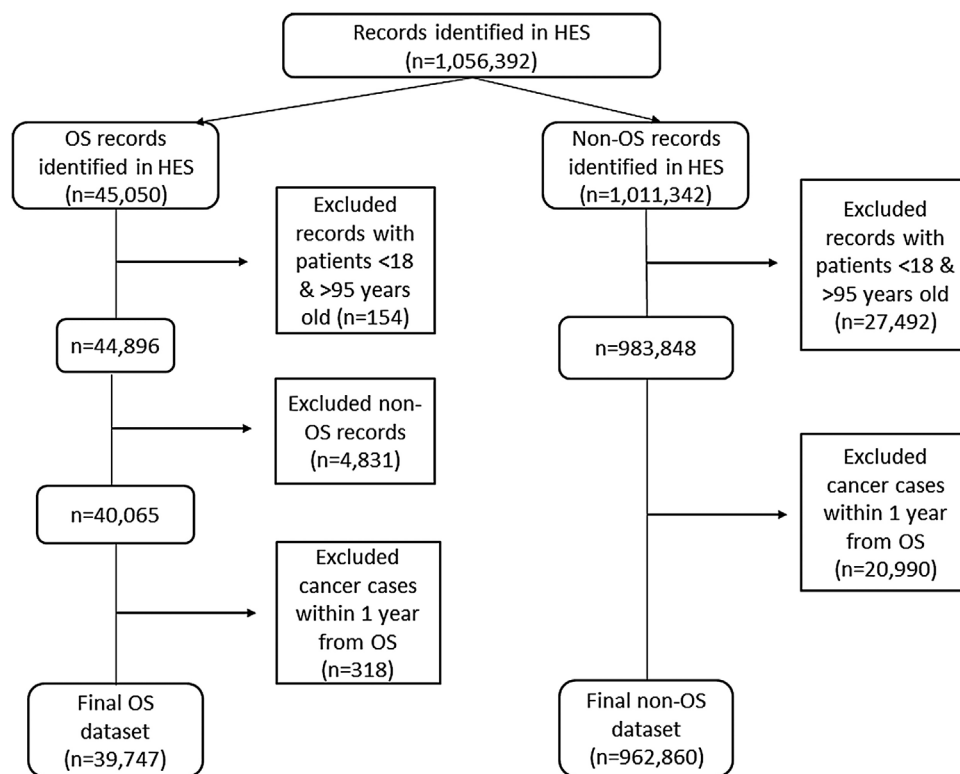 Records identified in HES
(n=1,056,392)
OS records
identified in HES
(n=45,050)
Non-OS records
identified in HES
(n=1,011,342)
Excluded
records with
patients <18
& >95 years
old (n=154)
Excluded
records with
patients <18 &
>95 years old
(n=27,492)
n=44,896
n=983,848
Excluded non-
OS records
(n=4,831)
Excluded
cancer cases
within 1 year
from OS
(n=20,990)
n=40,065
Excluded
cancer cases
within 1 year
from OS
(n=318)
Final OS
dataset
(n=39,747)
Final non-OS
dataset
(n=962,860)